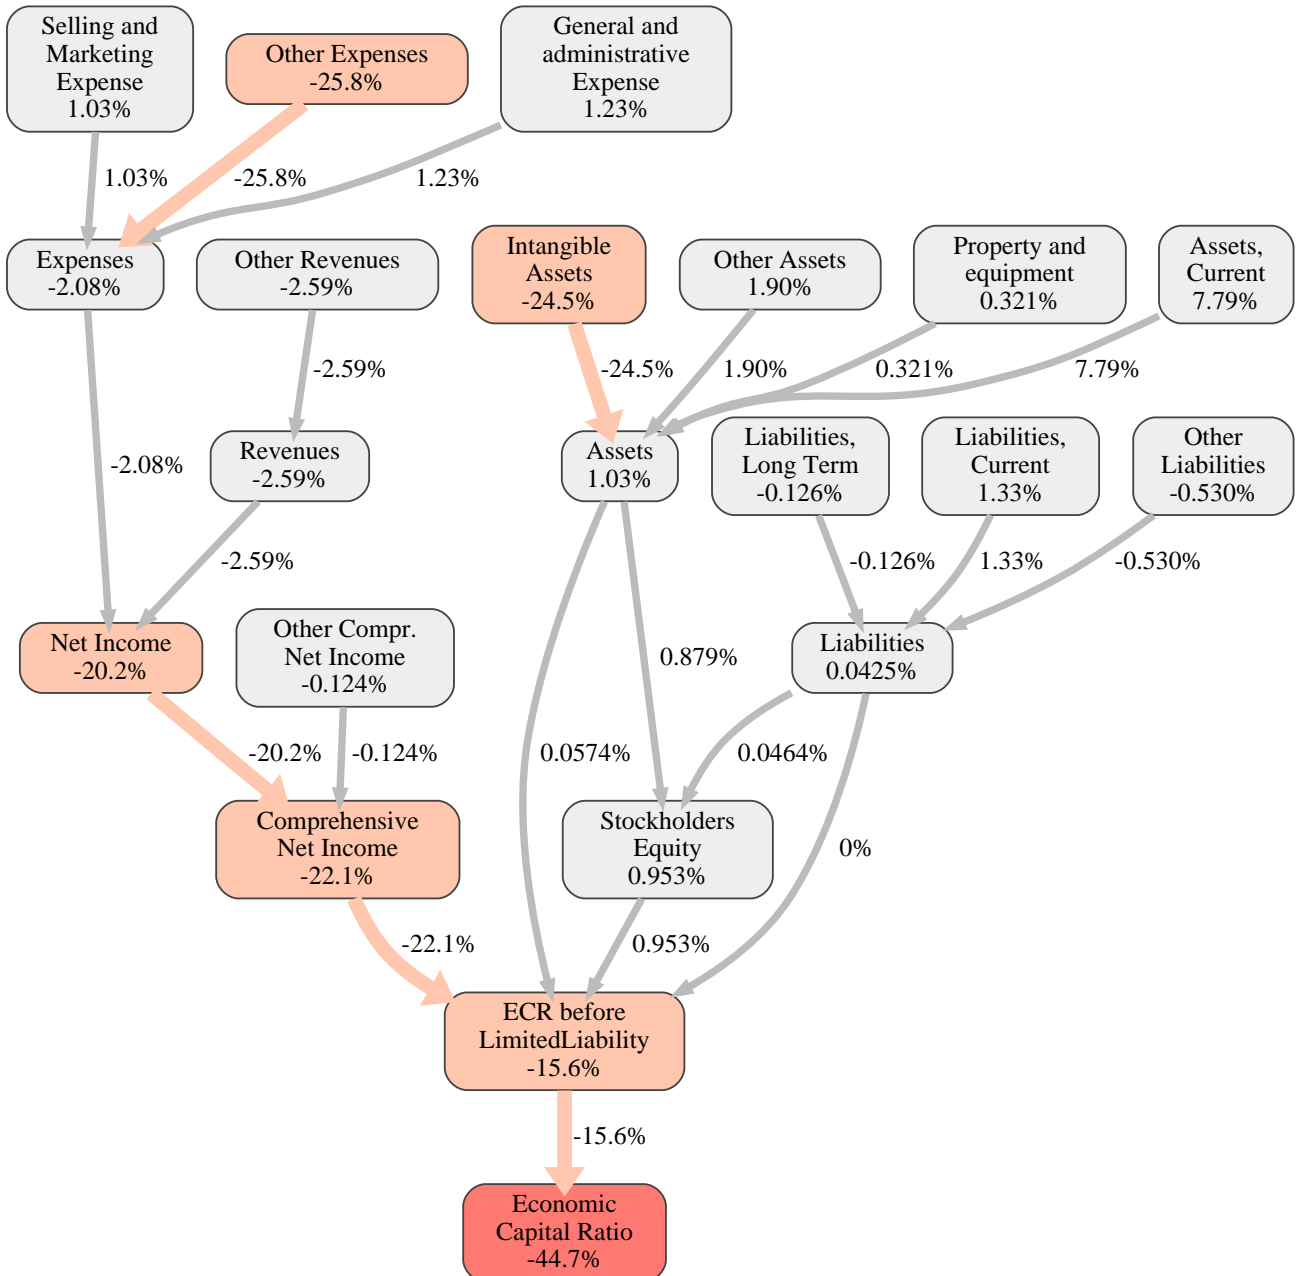 Selling and
Marketing
Expense
1.03%
Other Expenses
-25.8%
General and
administrative
Expense
1.23%
1.03%
-25.8%
1.23%
Expenses
-2.08%
Other Revenues
-2.59%
Intangible
Assets
-24.5%
Other Assets
1.90%
Property and
equipment
0.321%
Assets,
Current
7.79%
-2.59%
-24.5%
1.90%
0.321%
7.79%
-2.08%
Revenues
-2.59%
Assets
1.03%
Liabilities,
Long Term
-0.126%
Liabilities,
Current
1.33%
Other
Liabilities
-0.530%
-2.59%
-0.126%
1.33%
-0.530%
Net Income
-20.2%
Other Compr.
Net Income
-0.124%
0.879%
Liabilities
0.0425%
-20.2%
-0.124%
0.0574%
0.0464%
Comprehensive
Net Income
-22.1%
Stockholders
Equity
0.953%
0%
-22.1%
0.953%
ECR before
LimitedLiability
-15.6%
-15.6%
Economic
Capital Ratio
-44.7%